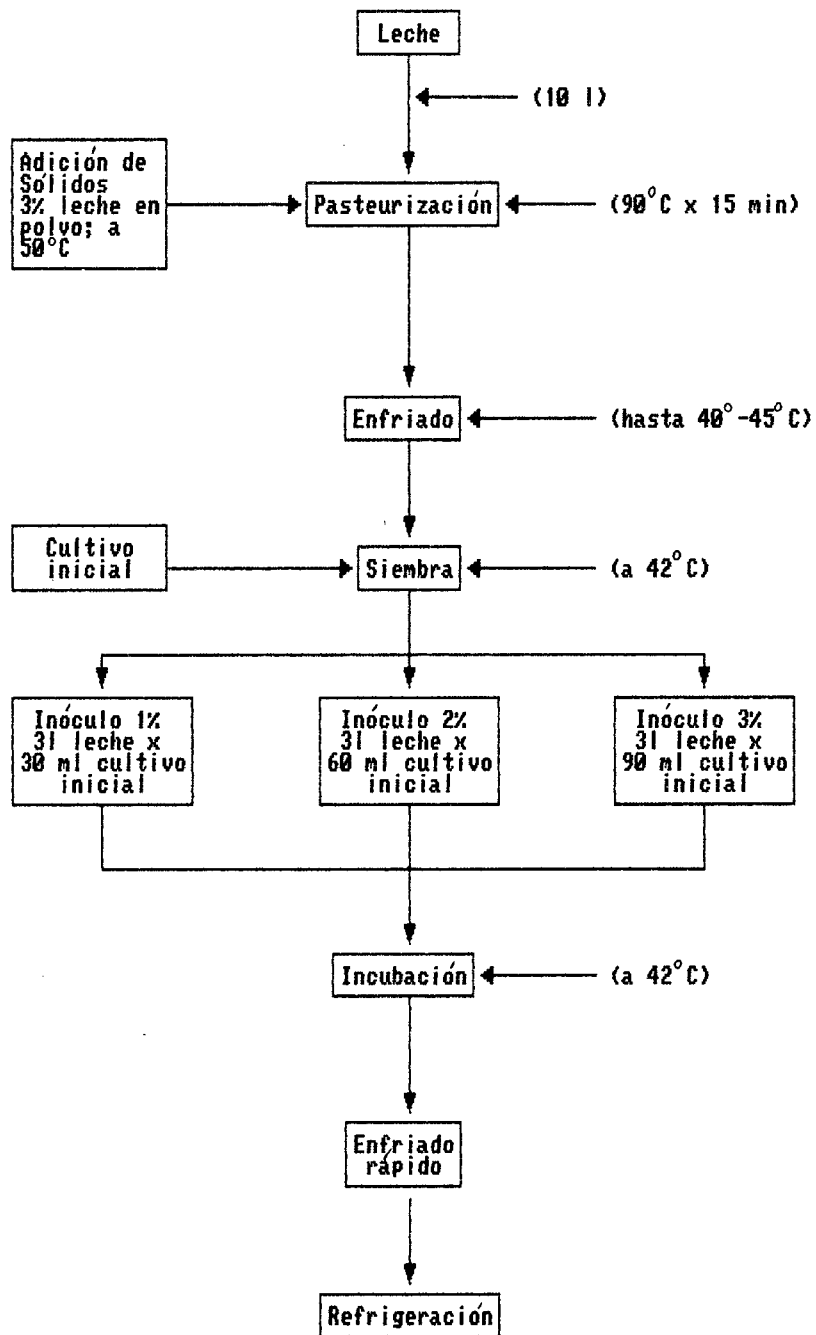 Leche
(10 l)
Adición de
Sólidos
3% leche en
polvo; a
50°C
Pasteurización
(90°C x 15 min)
Enfriado
(hasta 40°-45°C)
Cultivo
inicial
Siembra
(a 42°C)
Inóculo 1%
3l leche x
30 ml cultivo
inicial
Inóculo 2%
3l leche x
60 ml cultivo
inicial
Inóculo 3%
3l leche x
90 ml cultivo
inicial
Incubación
(a 42°C)
Enfriado
rápido
Refrigeración